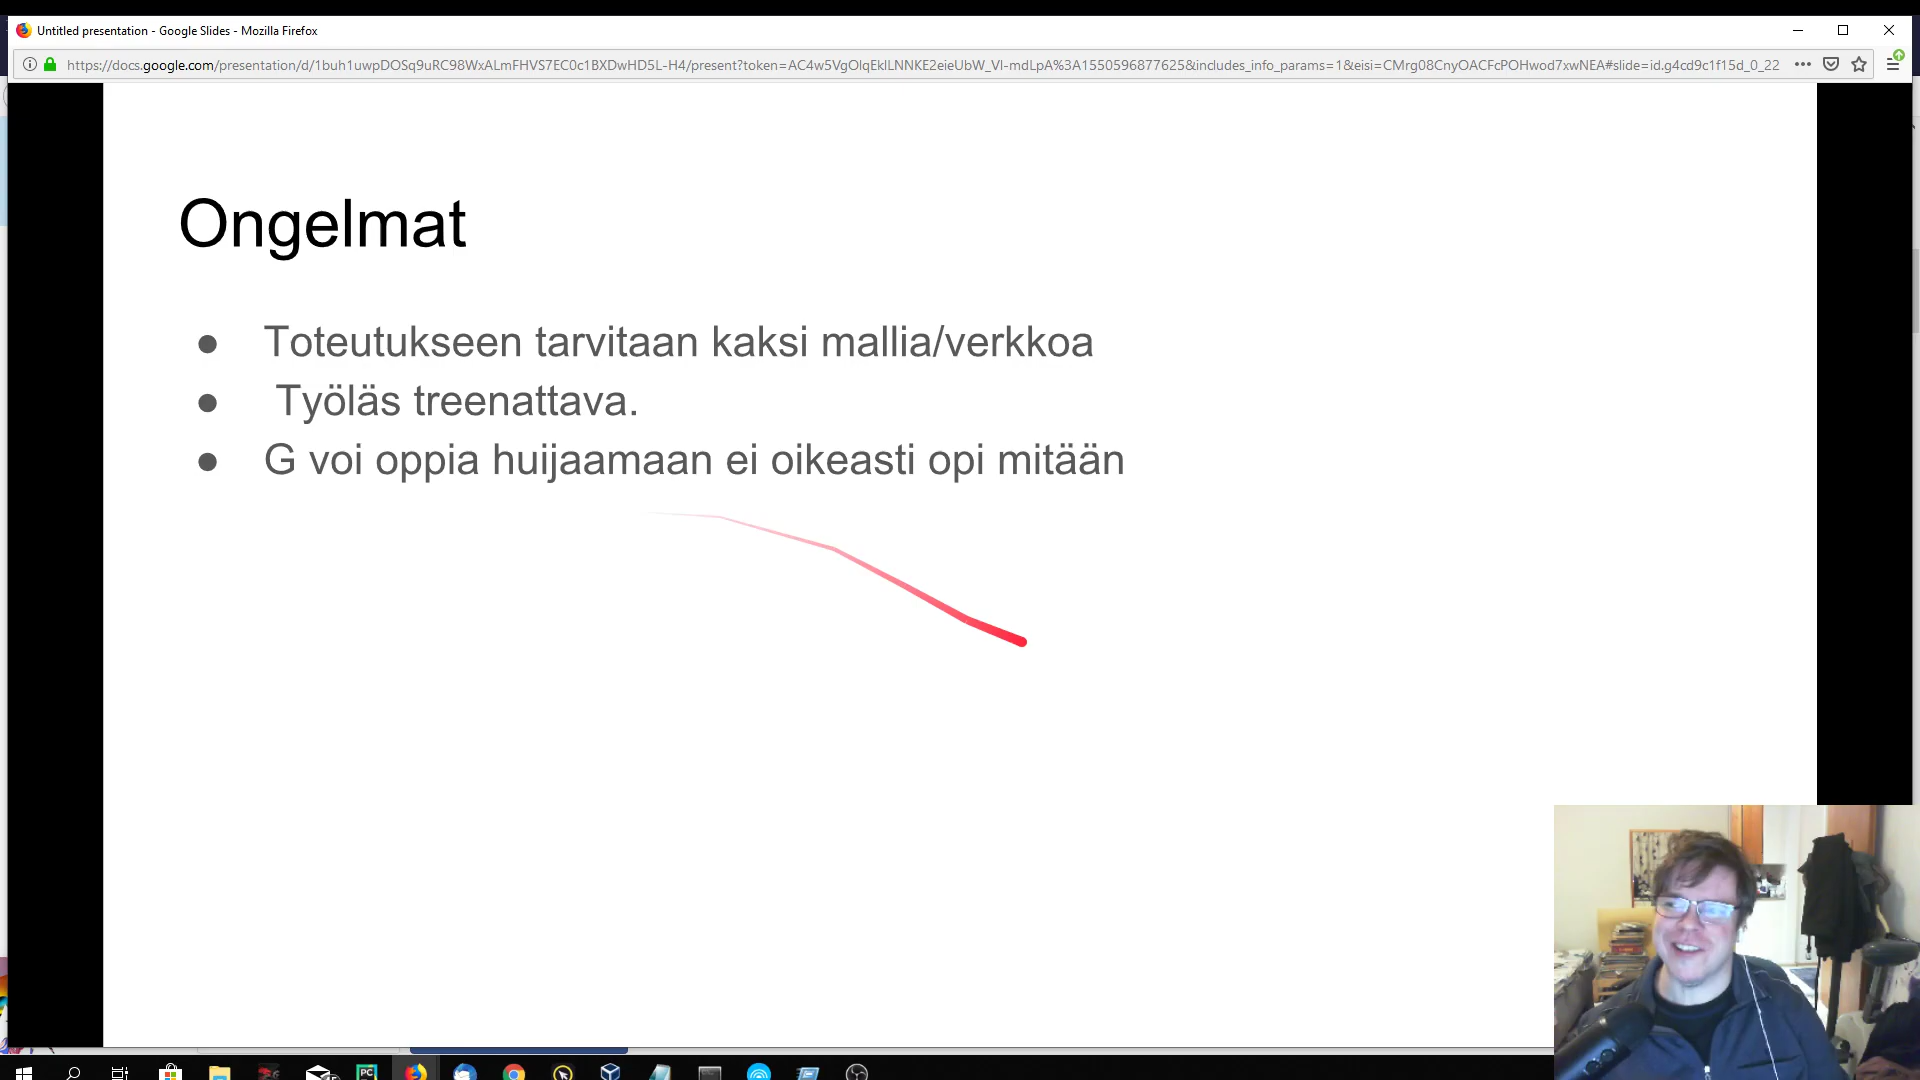 Untitled presentation - Google Slides - Mozilla Firefox
https://docs.google.com/presentation/d/1buh1uwpDOSq9uRC98WxALmFHVS7EC0c1BXDwHD5L-H4/present?token=AC4w5VgOlqEkILNNKE2eieUbW_VI-mdLpA%3A1550596877625&includes_info_params=1&eisi=CMrg08CnyOACFcPOHwod7xwNEA#slide=id.g4cd9c1f15d_0_22
Ongelmat
● Toteutukseen tarvitaan kaksi mallia/verkkoa
● Työläs treenattava.
● G voi oppia huijaamaan ei oikeasti opi mitään
PC